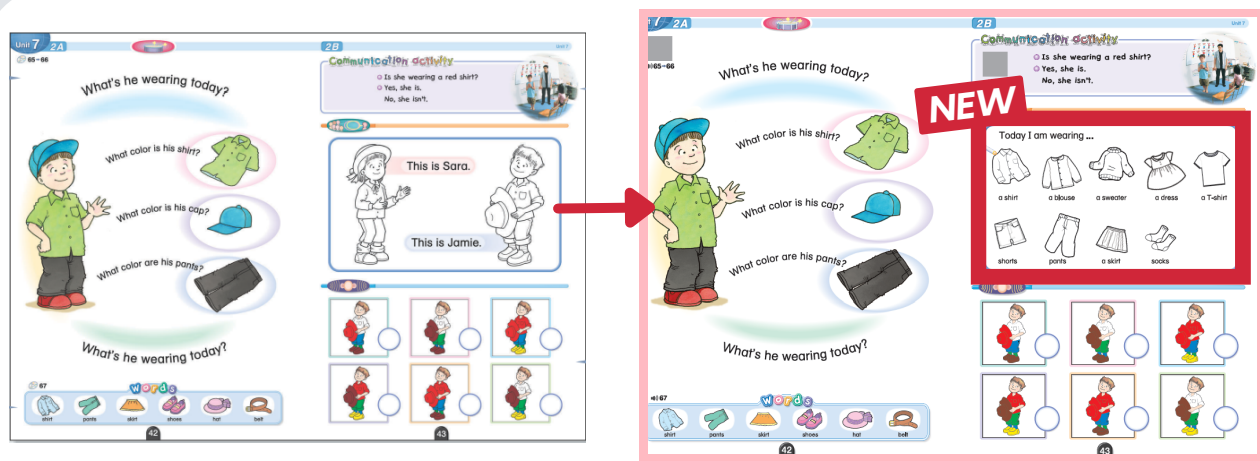 Unit 7 2A
65-66
What's he wearing today?
What color is his shirt?
What color is his cap?
What color are his pants?
What's he wearing today?
67
Words
shirt pants skirt shoes hat belt
42
2B Unit 7
Communication activity
Is she wearing a red shirt?
Yes, she is.
No, she isn't.
This is Sara.
This is Jamie.
43
7 2A
65-66
What's he wearing today?
What color is his shirt?
What color is his cap?
What color are his pants?
What's he wearing today?
67
Words
shirt pants skirt shoes hat belt
42
2B Unit 7
Communication activity
Is she wearing a red shirt?
Yes, she is.
No, she isn't.
NEW
Today I am wearing ...
a shirt a blouse a sweater a dress a T-shirt
shorts pants a skirt socks
43